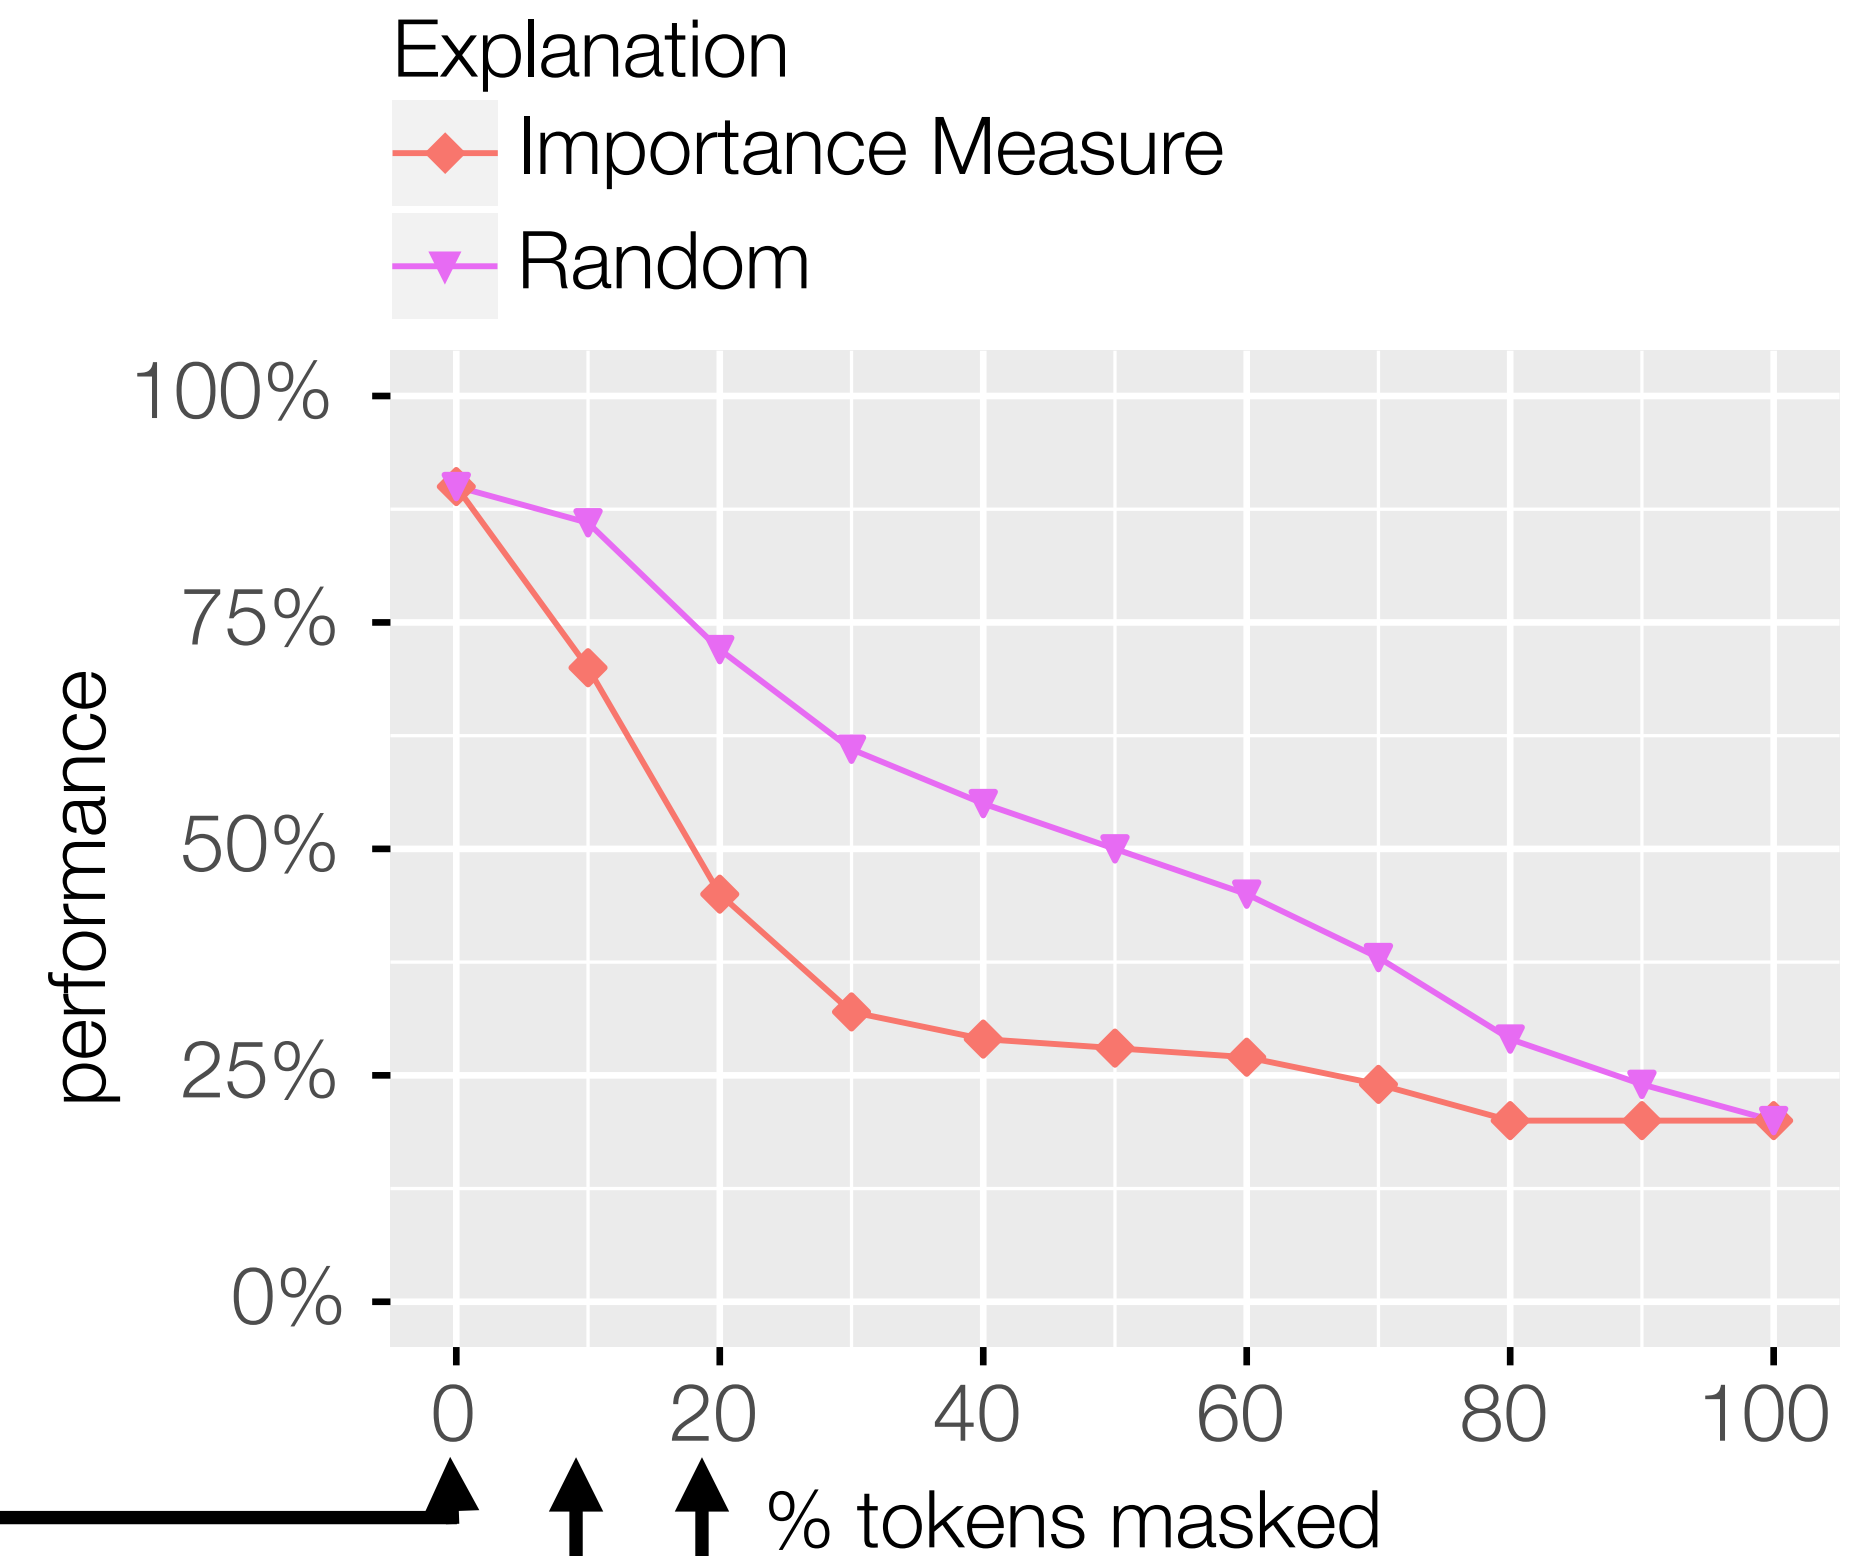 Explanation
Importance Measure
Random
100%
75%
50%
25%
0%
performance
0 20 40 60 80 100
% tokens masked